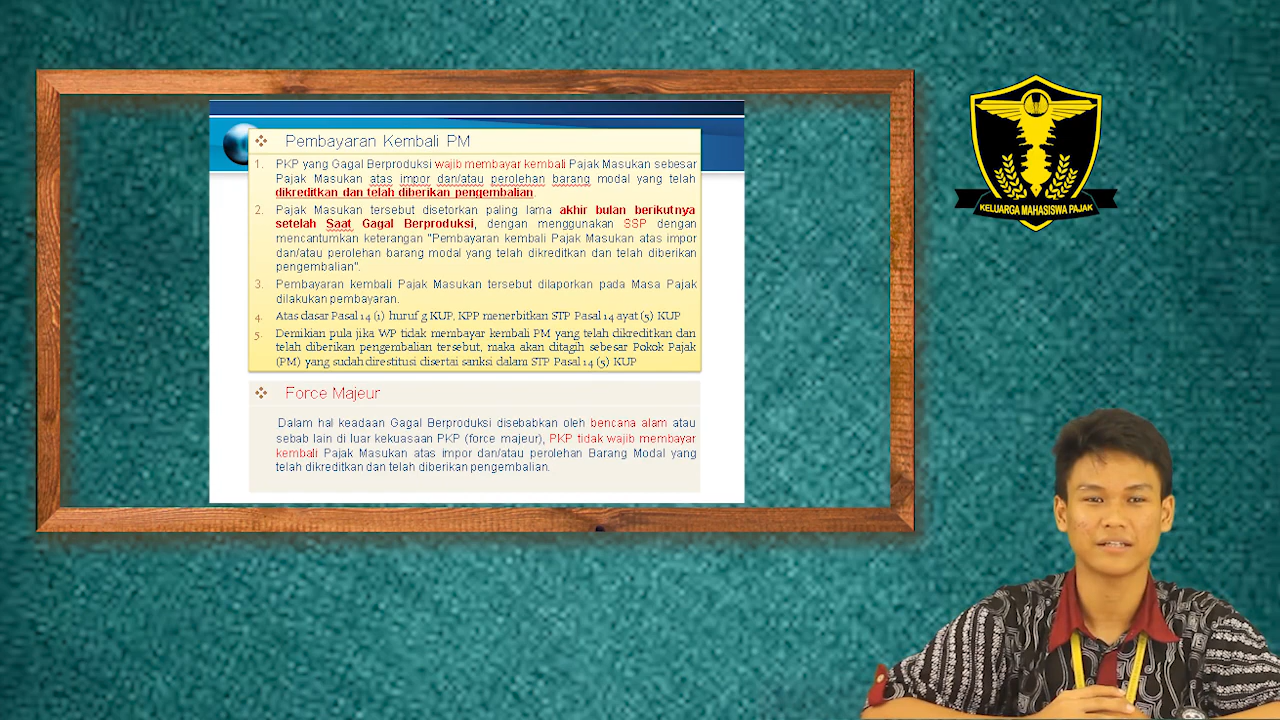 Pembayaran Kembali PM
1. PKP yang Gagal Berproduksi wajib membayar kembali Pajak Masukan sebesar
Pajak Masukan atas impor dan/atau perolehan barang modal yang telah
dikreditkan dan telah diberikan pengembalian.
2. Pajak Masukan tersebut disetorkan paling lama akhir bulan berikutnya
setelah Saat Gagal Berproduksi, dengan menggunakan SSP dengan
mencantumkan keterangan "Pembayaran kembali Pajak Masukan atas impor
dan/atau perolehan barang modal yang telah dikreditkan dan telah diberikan
pengembalian".
3. Pembayaran kembali Pajak Masukan tersebut dilaporkan pada Masa Pajak
dilakukan pembayaran.
4. Atas dasar Pasal 14 (1) huruf g KUP, KPP menerbitkan STP Pasal 14 ayat (5) KUP
5. Demikian pula jika WP tidak membayar kembali PM yang telah dikreditkan dan
telah diberikan pengembalian tersebut, maka akan ditagih sebesar Pokok Pajak
(PM) yang sudah direstitusi disertai sanksi dalam STP Pasal 14 (5) KUP
Force Majeur
Dalam hal keadaan Gagal Berproduksi disebabkan oleh bencana alam atau
sebab lain di luar kekuasaan PKP (force majeur), PKP tidak wajib membayar
kembali Pajak Masukan atas impor dan/atau perolehan Barang Modal yang
telah dikreditkan dan telah diberikan pengembalian.
KELUARGA MAHASISWA PAJAK